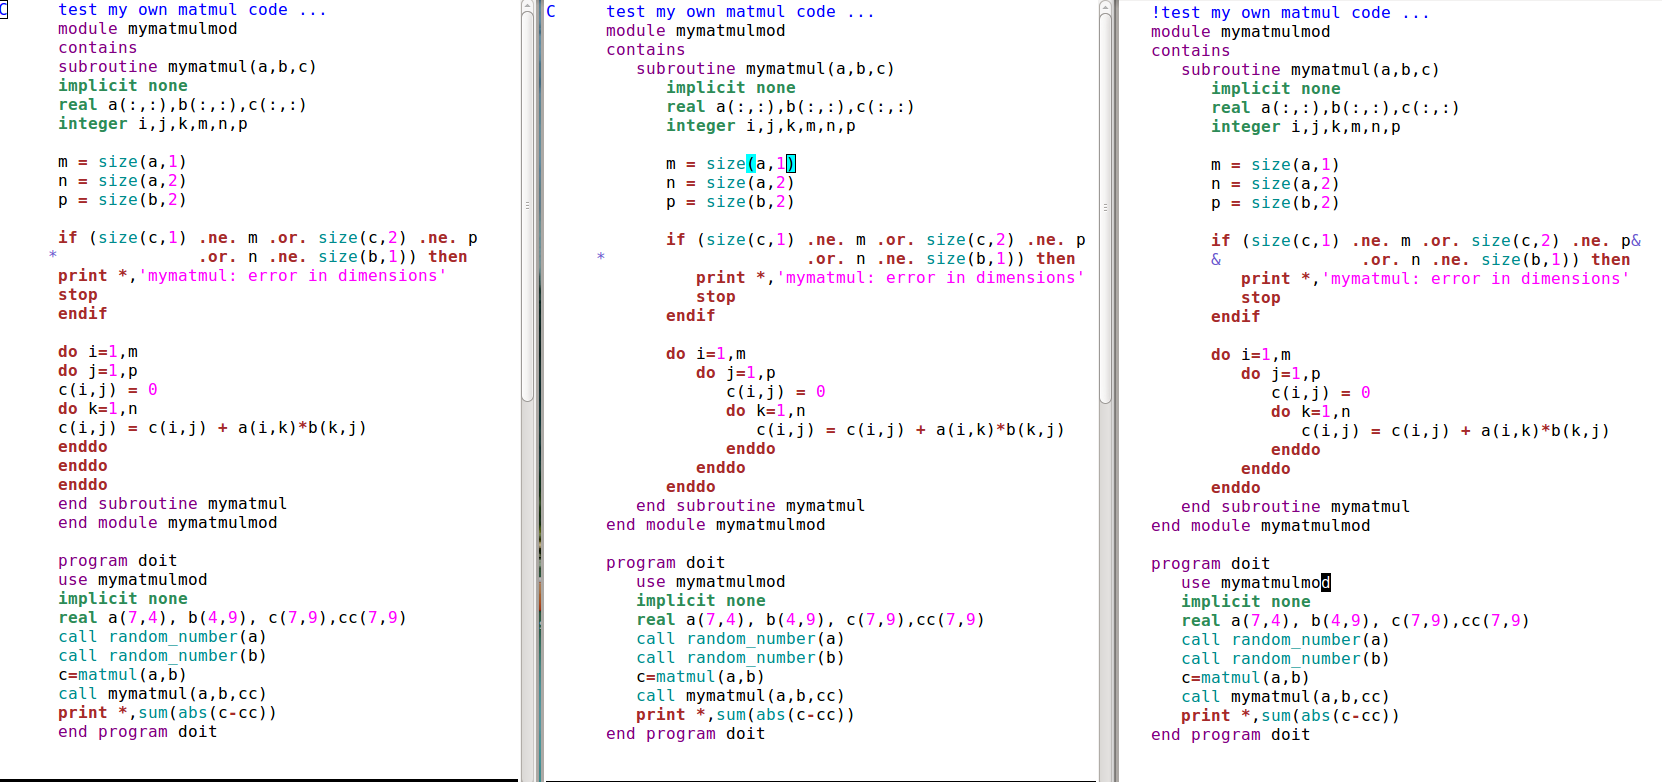 C     test my own matmul code ...
      module mymatmulmod
      contains
      subroutine mymatmul(a,b,c)
      implicit none
      real a(:,:),b(:,:),c(:,:)
      integer i,j,k,m,n,p

      m = size(a,1)
      n = size(a,2)
      p = size(b,2)

      if (size(c,1) .ne. m .or. size(c,2) .ne. p
     *              .or. n .ne. size(b,1)) then
      print *,'mymatmul: error in dimensions'
      stop
      endif

      do i=1,m
      do j=1,p
      c(i,j) = 0
      do k=1,n
      c(i,j) = c(i,j) + a(i,k)*b(k,j)
      enddo
      enddo
      enddo
      end subroutine mymatmul
      end module mymatmulmod

      program doit
      use mymatmulmod
      implicit none
      real a(7,4), b(4,9), c(7,9),cc(7,9)
      call random_number(a)
      call random_number(b)
      c=matmul(a,b)
      call mymatmul(a,b,cc)
      print *,sum(abs(c-cc))
      end program doit
C     test my own matmul code ...
      module mymatmulmod
      contains
         subroutine mymatmul(a,b,c)
            implicit none
            real a(:,:),b(:,:),c(:,:)
            integer i,j,k,m,n,p

            m = size(a,1)
            n = size(a,2)
            p = size(b,2)

            if (size(c,1) .ne. m .or. size(c,2) .ne. p
     *                    .or. n .ne. size(b,1)) then
               print *,'mymatmul: error in dimensions'
               stop
            endif

            do i=1,m
               do j=1,p
                  c(i,j) = 0
                  do k=1,n
                     c(i,j) = c(i,j) + a(i,k)*b(k,j)
                  enddo
               enddo
            enddo
         end subroutine mymatmul
      end module mymatmulmod

      program doit
         use mymatmulmod
         implicit none
         real a(7,4), b(4,9), c(7,9),cc(7,9)
         call random_number(a)
         call random_number(b)
         c=matmul(a,b)
         call mymatmul(a,b,cc)
         print *,sum(abs(c-cc))
      end program doit
!test my own matmul code ...
module mymatmulmod
contains
   subroutine mymatmul(a,b,c)
      implicit none
      real a(:,:),b(:,:),c(:,:)
      integer i,j,k,m,n,p

      m = size(a,1)
      n = size(a,2)
      p = size(b,2)

      if (size(c,1) .ne. m .or. size(c,2) .ne. p&
      &              .or. n .ne. size(b,1)) then
         print *,'mymatmul: error in dimensions'
         stop
      endif

      do i=1,m
         do j=1,p
            c(i,j) = 0
            do k=1,n
               c(i,j) = c(i,j) + a(i,k)*b(k,j)
            enddo
         enddo
      enddo
   end subroutine mymatmul
end module mymatmulmod

program doit
   use mymatmulmod
   implicit none
   real a(7,4), b(4,9), c(7,9),cc(7,9)
   call random_number(a)
   call random_number(b)
   c=matmul(a,b)
   call mymatmul(a,b,cc)
   print *,sum(abs(c-cc))
end program doit